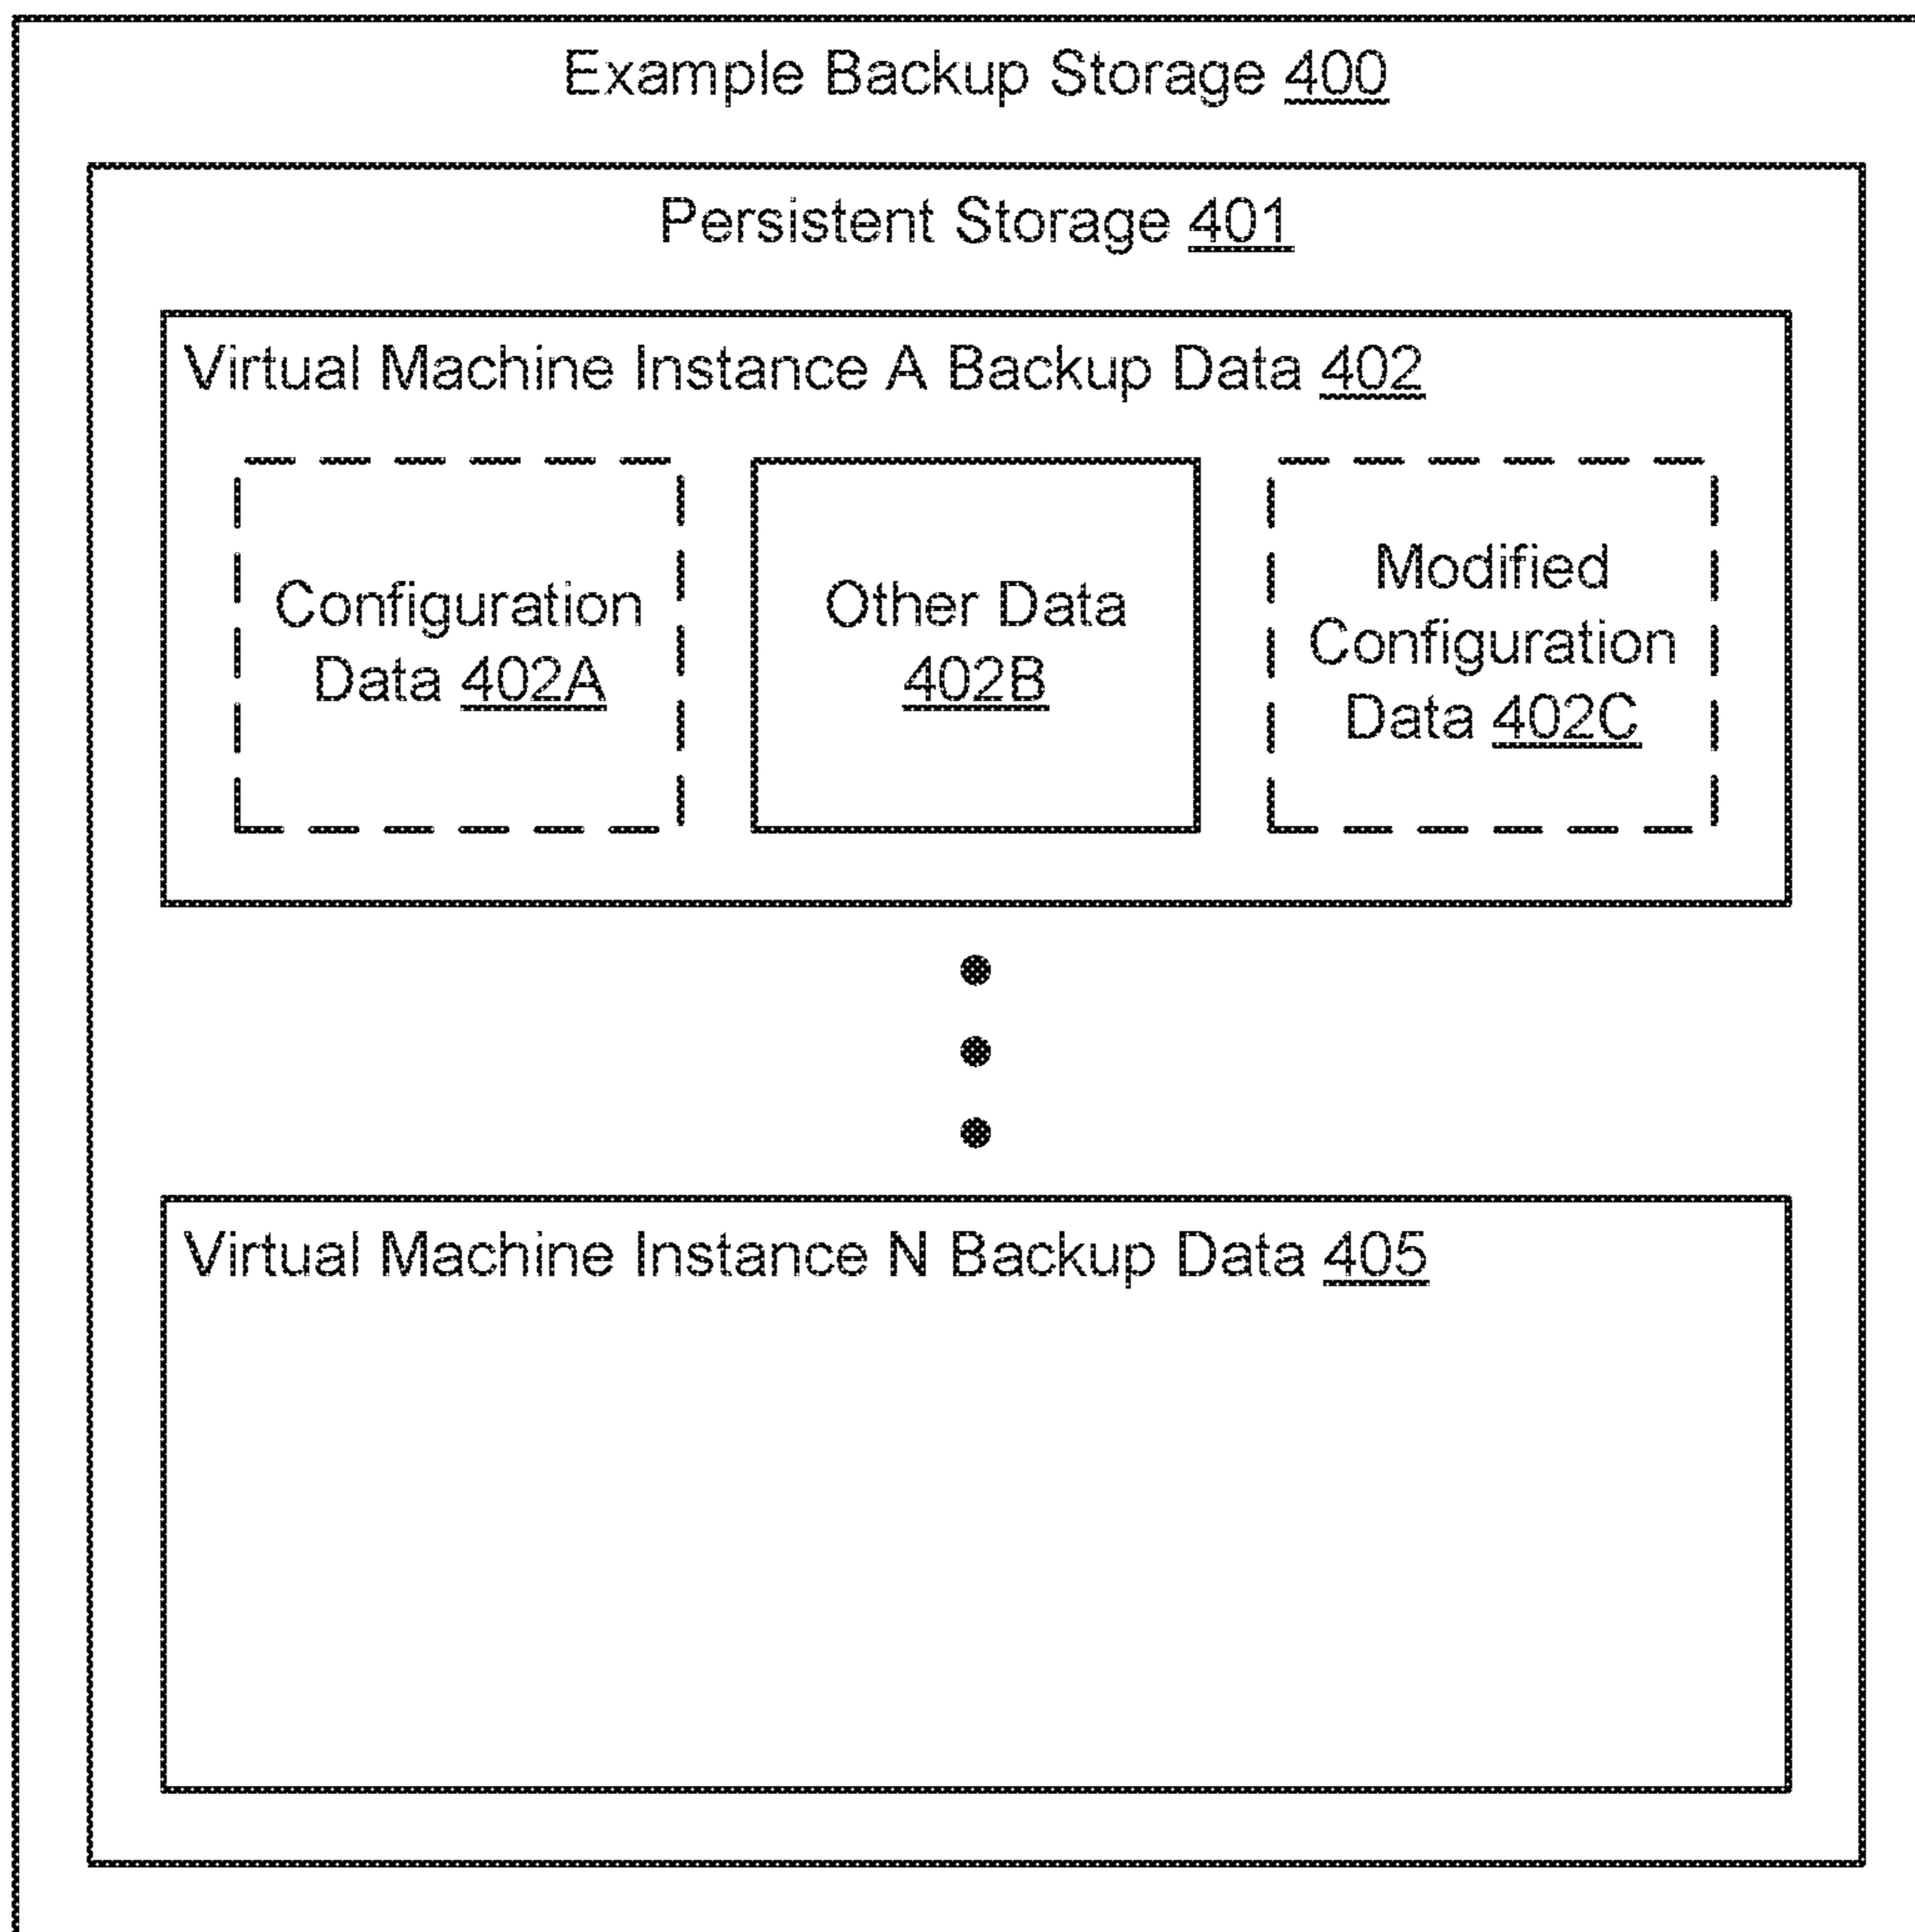 Example Backup Storage 400
Persistent Storage 401
Virtual Machine Instance A Backup Data 402
Configuration
Data 402A
Other Data
402B
Modified
Configuration
Data 402C
Virtual Machine Instance N Backup Data 405